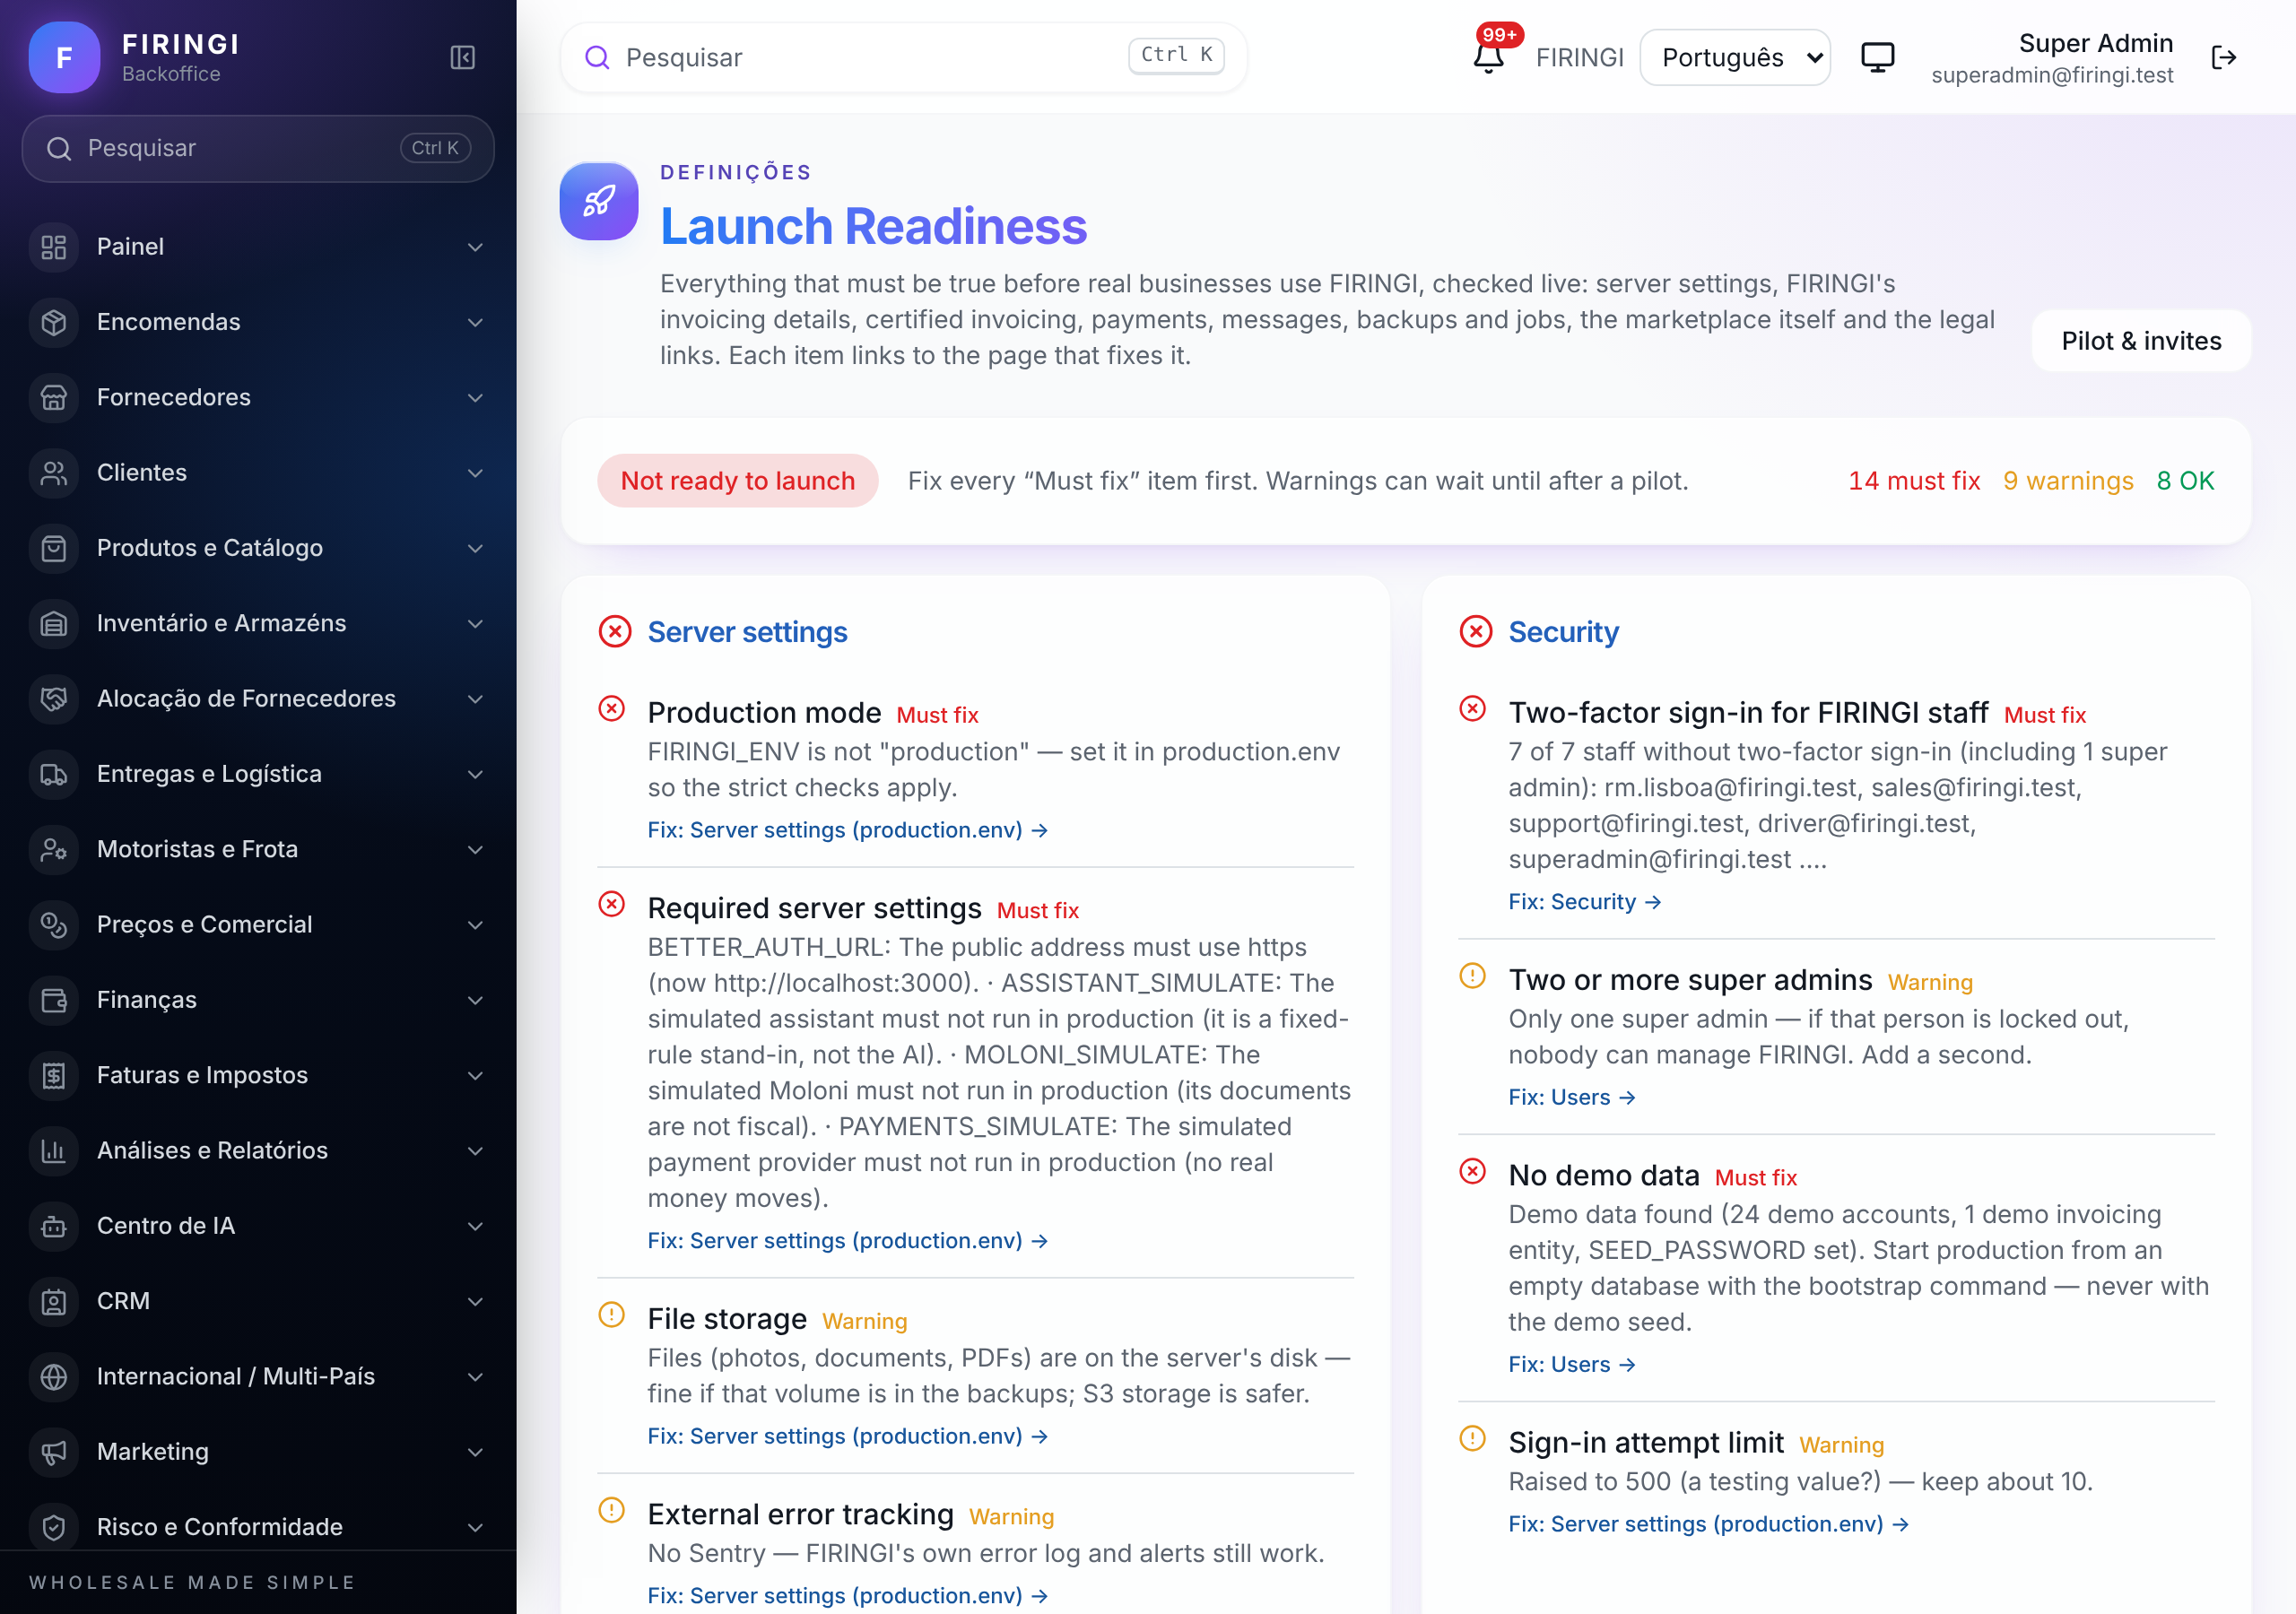 F
FIRINGI
Backoffice
Pesquisar
Ctrl K
Painel
Encomendas
Fornecedores
Clientes
Produtos e Catálogo
Inventário e Armazéns
Alocação de Fornecedores
Entregas e Logística
Motoristas e Frota
Preços e Comercial
Finanças
Faturas e Impostos
Análises e Relatórios
Centro de IA
CRM
Internacional / Multi-País
Marketing
Risco e Conformidade
WHOLESALE MADE SIMPLE
Pesquisar
Ctrl K
99+
FIRINGI
Português
Super Admin
superadmin@firingi.test
DEFINIÇÕES
Launch Readiness
Everything that must be true before real businesses use FIRINGI, checked live: server settings, FIRINGI's
invoicing details, certified invoicing, payments, messages, backups and jobs, the marketplace itself and the legal
links. Each item links to the page that fixes it.
Pilot & invites
Not ready to launch
Fix every “Must fix” item first. Warnings can wait until after a pilot.
14 must fix
9 warnings
8 OK
Server settings
Production mode Must fix
FIRINGI_ENV is not "production" — set it in production.env
so the strict checks apply.
Fix: Server settings (production.env) →
Required server settings Must fix
BETTER_AUTH_URL: The public address must use https
(now http://localhost:3000). · ASSISTANT_SIMULATE: The
simulated assistant must not run in production (it is a fixed-
rule stand-in, not the AI). · MOLONI_SIMULATE: The
simulated Moloni must not run in production (its documents
are not fiscal). · PAYMENTS_SIMULATE: The simulated
payment provider must not run in production (no real
money moves).
Fix: Server settings (production.env) →
File storage Warning
Files (photos, documents, PDFs) are on the server's disk —
fine if that volume is in the backups; S3 storage is safer.
Fix: Server settings (production.env) →
External error tracking Warning
No Sentry — FIRINGI's own error log and alerts still work.
Fix: Server settings (production.env) →
Security
Two-factor sign-in for FIRINGI staff Must fix
7 of 7 staff without two-factor sign-in (including 1 super
admin): rm.lisboa@firingi.test, sales@firingi.test,
support@firingi.test, driver@firingi.test,
superadmin@firingi.test ....
Fix: Security →
Two or more super admins Warning
Only one super admin — if that person is locked out,
nobody can manage FIRINGI. Add a second.
Fix: Users →
No demo data Must fix
Demo data found (24 demo accounts, 1 demo invoicing
entity, SEED_PASSWORD set). Start production from an
empty database with the bootstrap command — never with
the demo seed.
Fix: Users →
Sign-in attempt limit Warning
Raised to 500 (a testing value?) — keep about 10.
Fix: Server settings (production.env) →